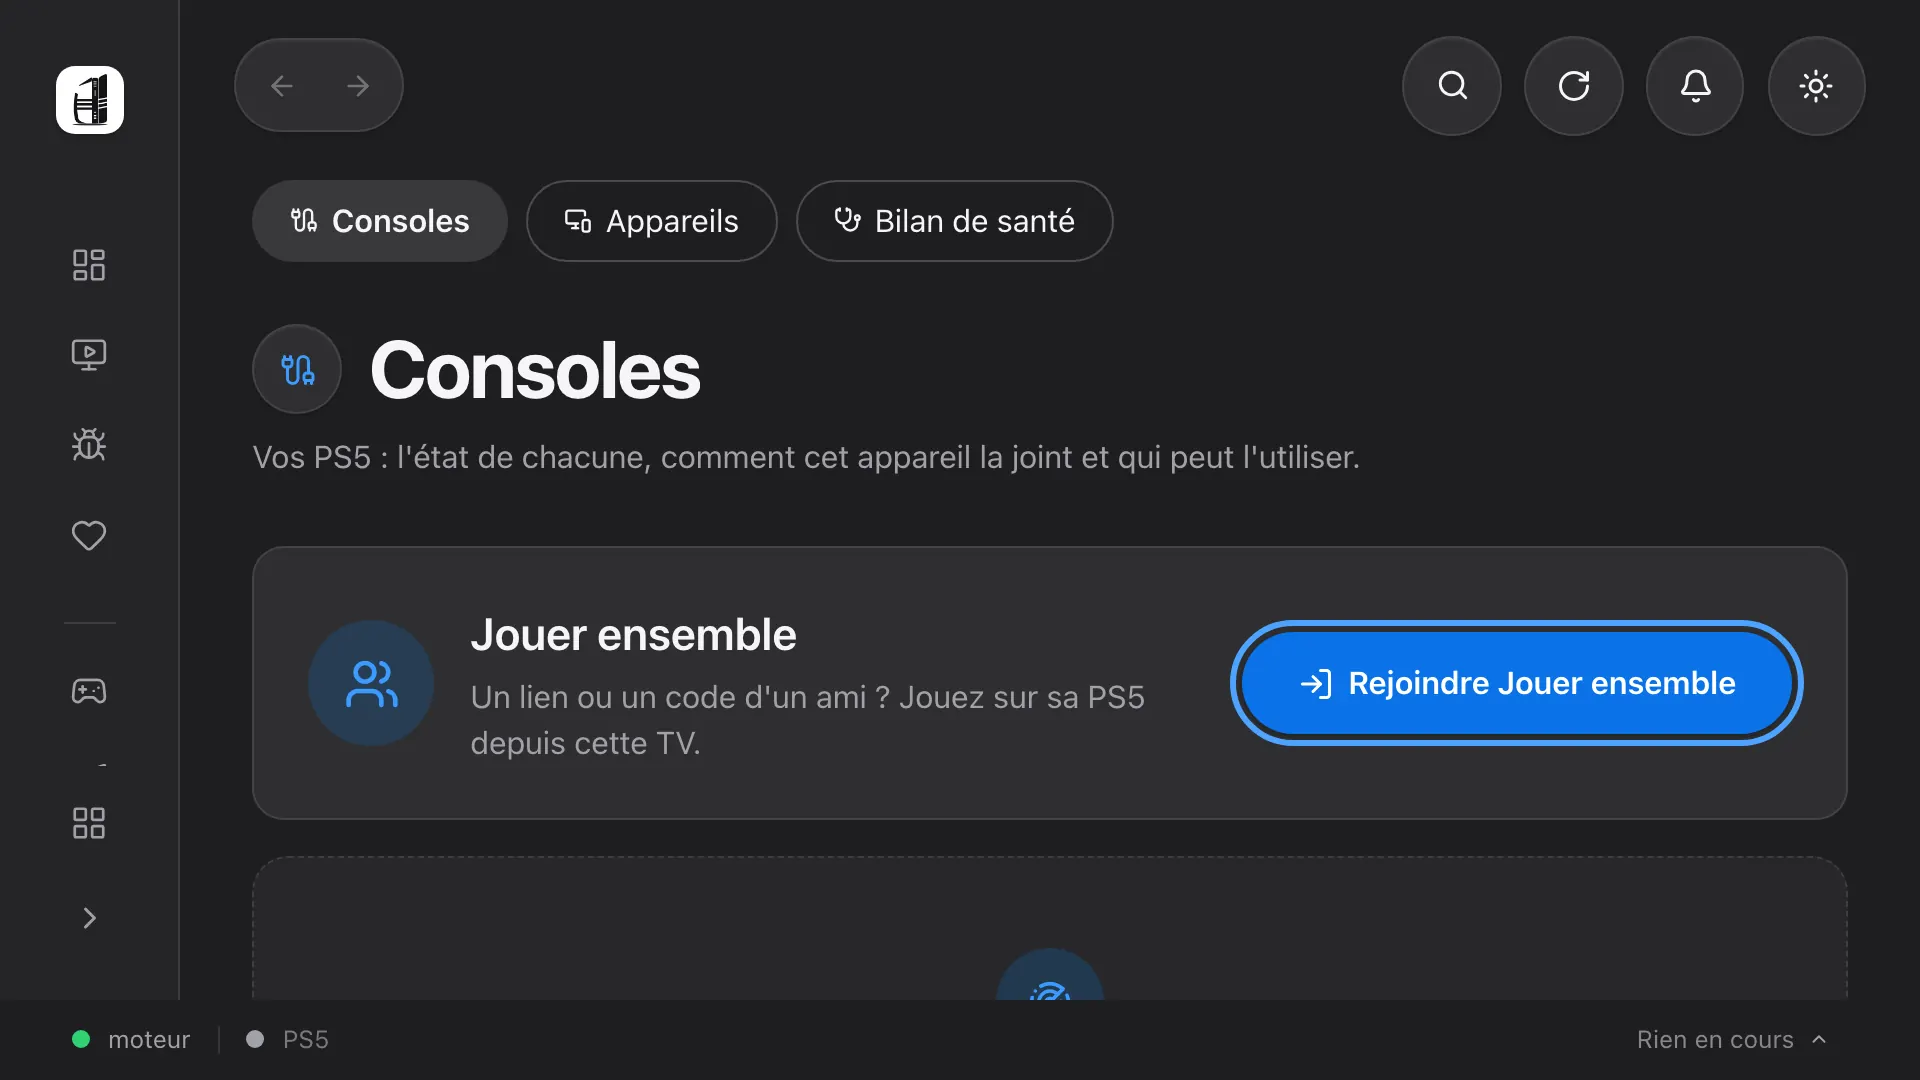 Consoles
Appareils
Bilan de santé
Consoles
Vos PS5 : l'état de chacune, comment cet appareil la joint et qui peut l'utiliser.
Jouer ensemble
Un lien ou un code d'un ami ? Jouez sur sa PS5
depuis cette TV.
Rejoindre Jouer ensemble
moteur
PS5
Rien en cours